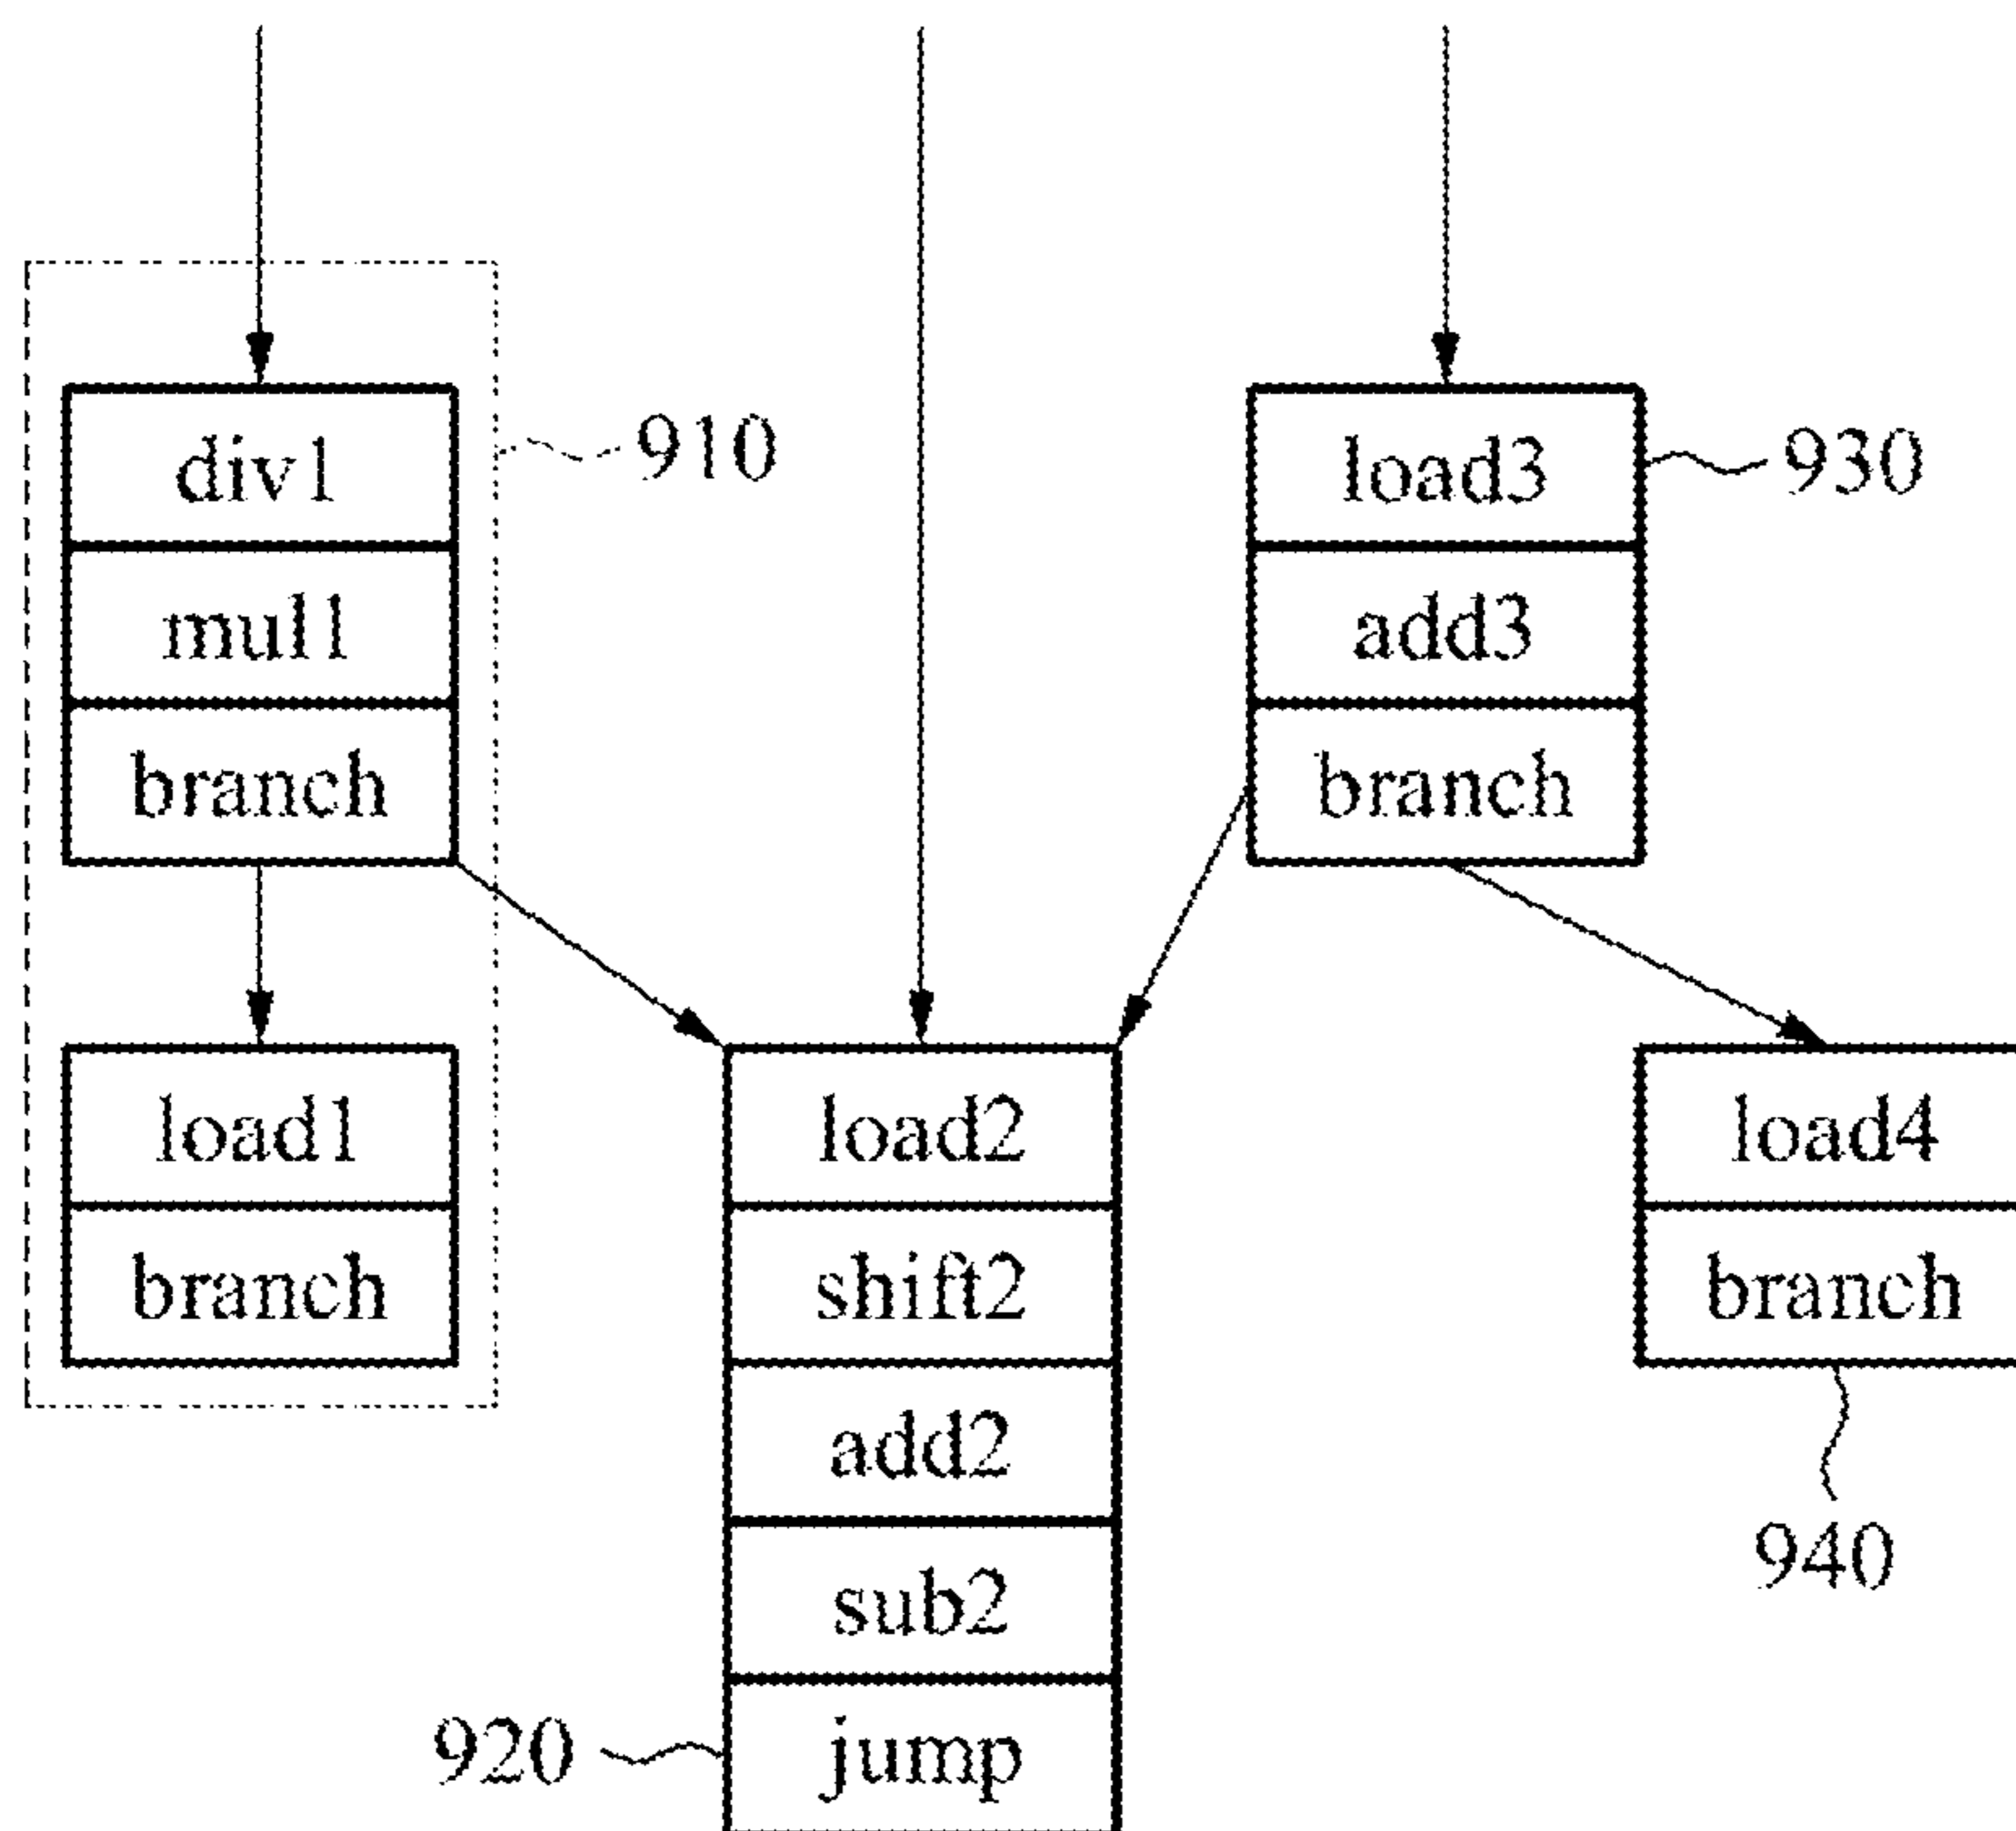 div1
mul1
branch
910
load3
add3
branch
930
load1
branch
load2
shift2
add2
sub2
jump
920
load4
branch
940